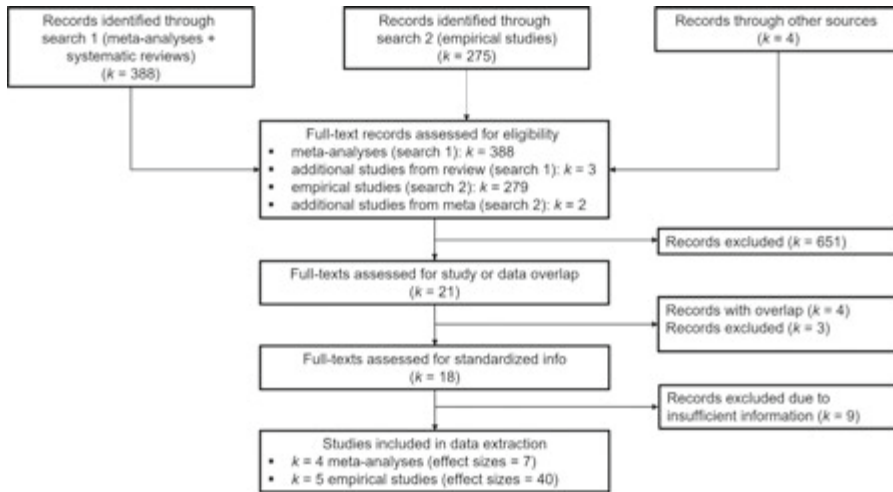 Records identified through
search 1 (meta-analyses +
systematic reviews)
(k = 388)
Records identified through
search 2 (empirical studies)
(k = 275)
Records through other sources
(k = 4)
Full-text records assessed for eligibility
▪ meta-analyses (search 1): k = 388
▪ additional studies from review (search 1): k = 3
▪ empirical studies (search 2): k = 279
▪ additional studies from meta (search 2): k = 2
Records excluded (k = 651)
Full-texts assessed for study or data overlap
(k = 21)
Records with overlap (k = 4)
Records excluded (k = 3)
Full-texts assessed for standardized info
(k = 18)
Records excluded due to
insufficient information (k = 9)
Studies included in data extraction
▪ k = 4 meta-analyses (effect sizes = 7)
▪ k = 5 empirical studies (effect sizes = 40)